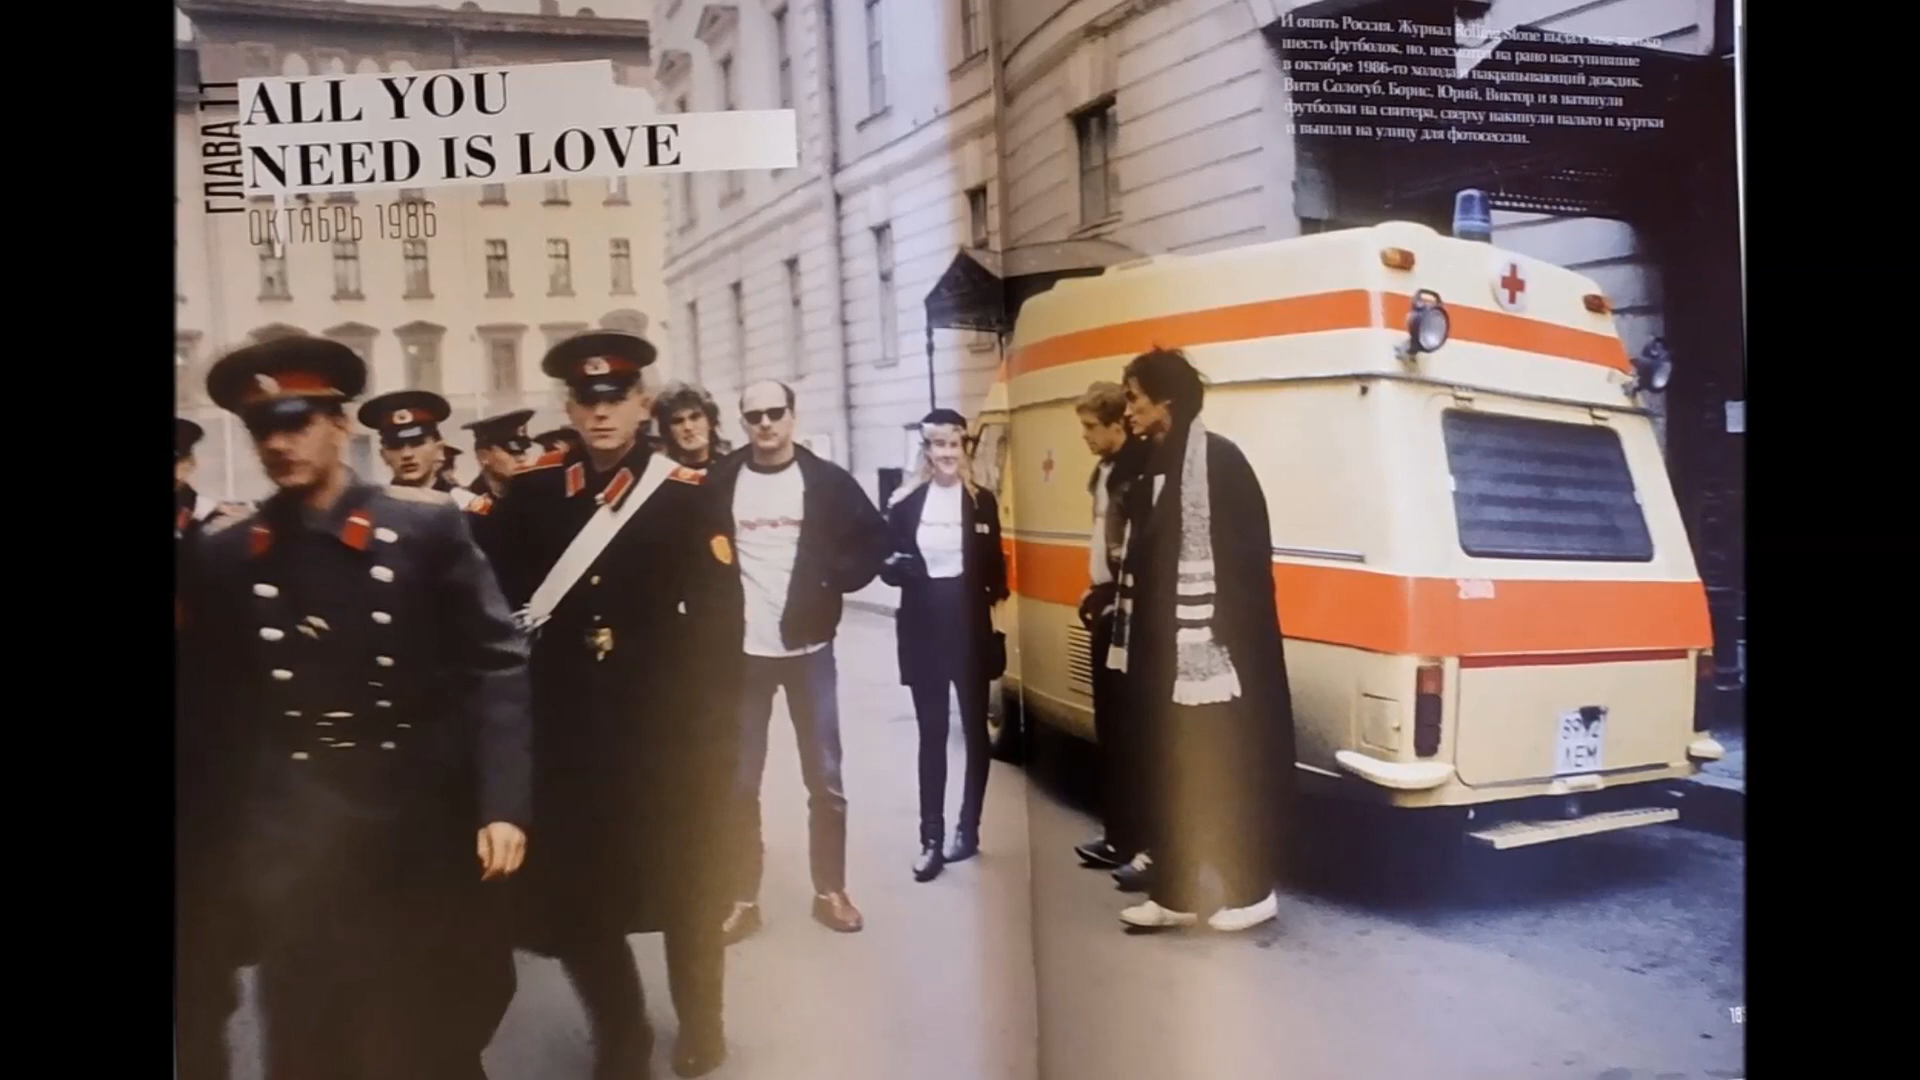 ГЛАВА 11
ALL YOU
NEED IS LOVE
ОКТЯБРЬ 1986
И опять Россия. Журнал Rolling Stone выдал мне только
шесть футболок, но, несмотря на рано наступившие
в октябре 1986-го холода и накрапывающий дождик,
Витя Сологуб, Борис, Юрий, Виктор и я натянули
футболки на свитера, сверху накинули пальто и куртки
и вышли на улицу для фотосессии.
ЛЕМ